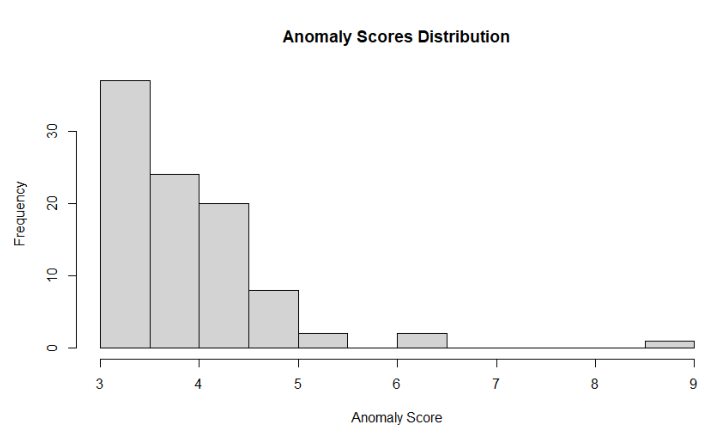 Anomaly Scores Distribution
30
20
10
0
Frequency
3 4 5 6 7 8 9
Anomaly Score